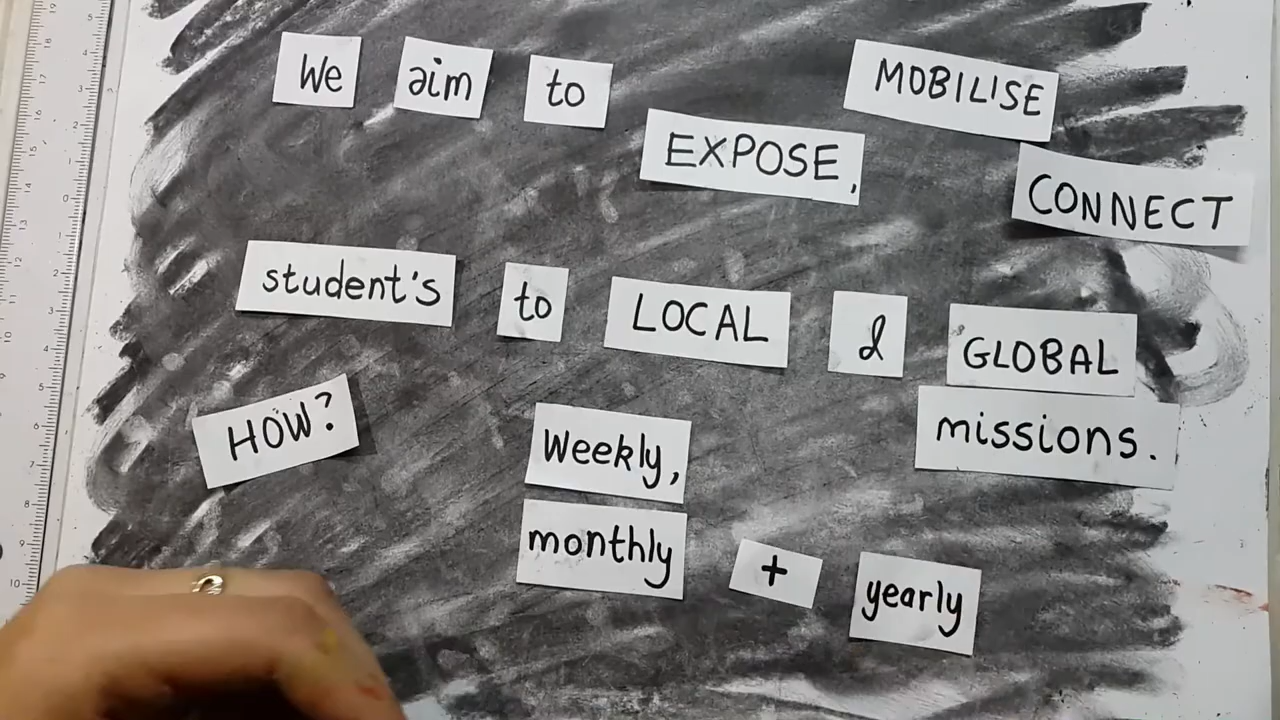 We aim to EXPOSE, MOBILISE CONNECT
student's to LOCAL & GLOBAL
missions.
HOW? Weekly,
monthly + yearly